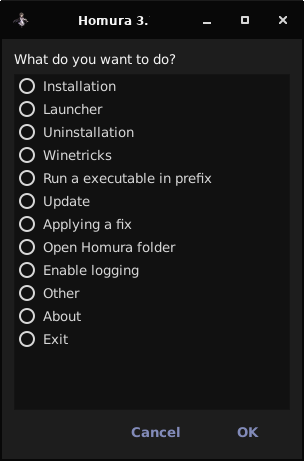 Homura 3.
What do you want to do?
Installation
Launcher
Uninstallation
Winetricks
Run a executable in prefix
Update
Applying a fix
Open Homura folder
Enable logging
Other
About
Exit
Cancel OK